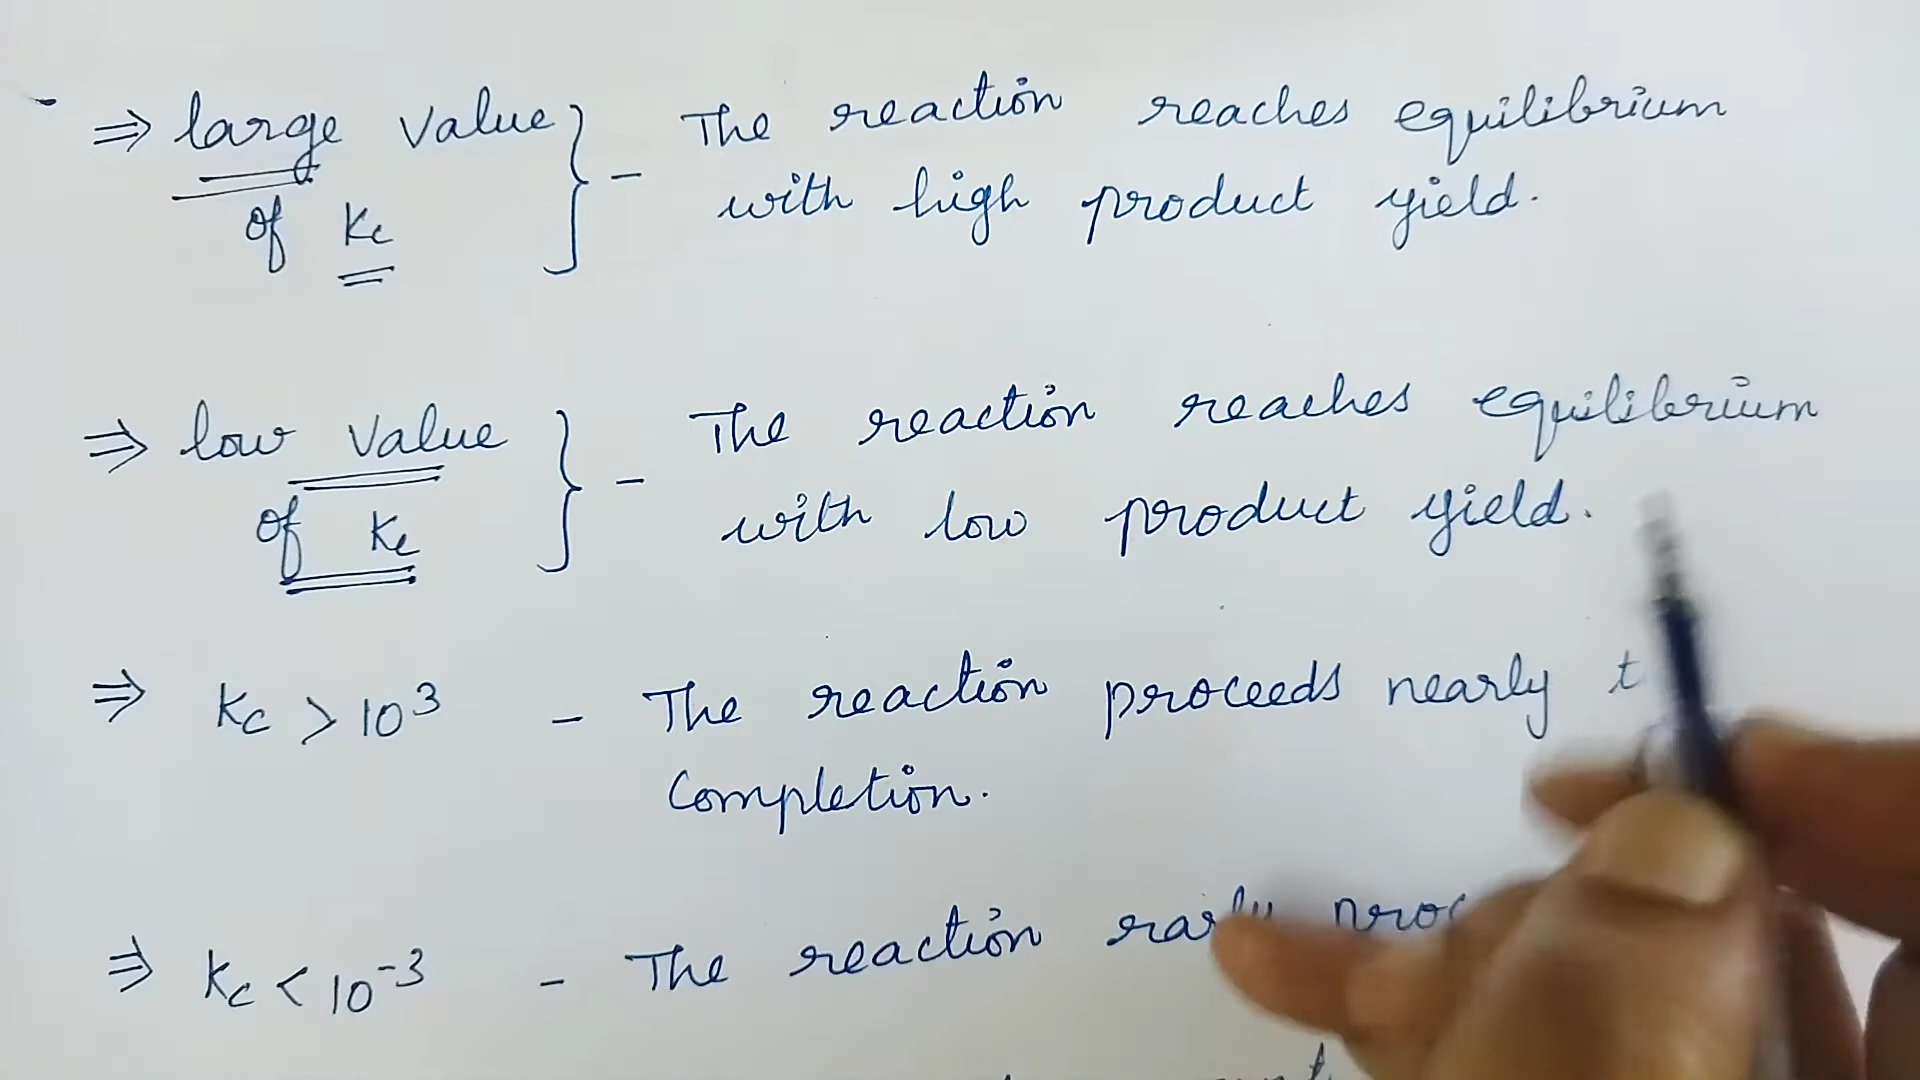 ⇒ large value } - The reaction reaches equilibrium
of Kc with high product yield.
⇒ low value } - The reaction reaches equilibrium
of Kc with low product yield.
⇒ Kc > 10³ - The reaction proceeds nearly
completion.
⇒ Kc < 10⁻³ - The reaction